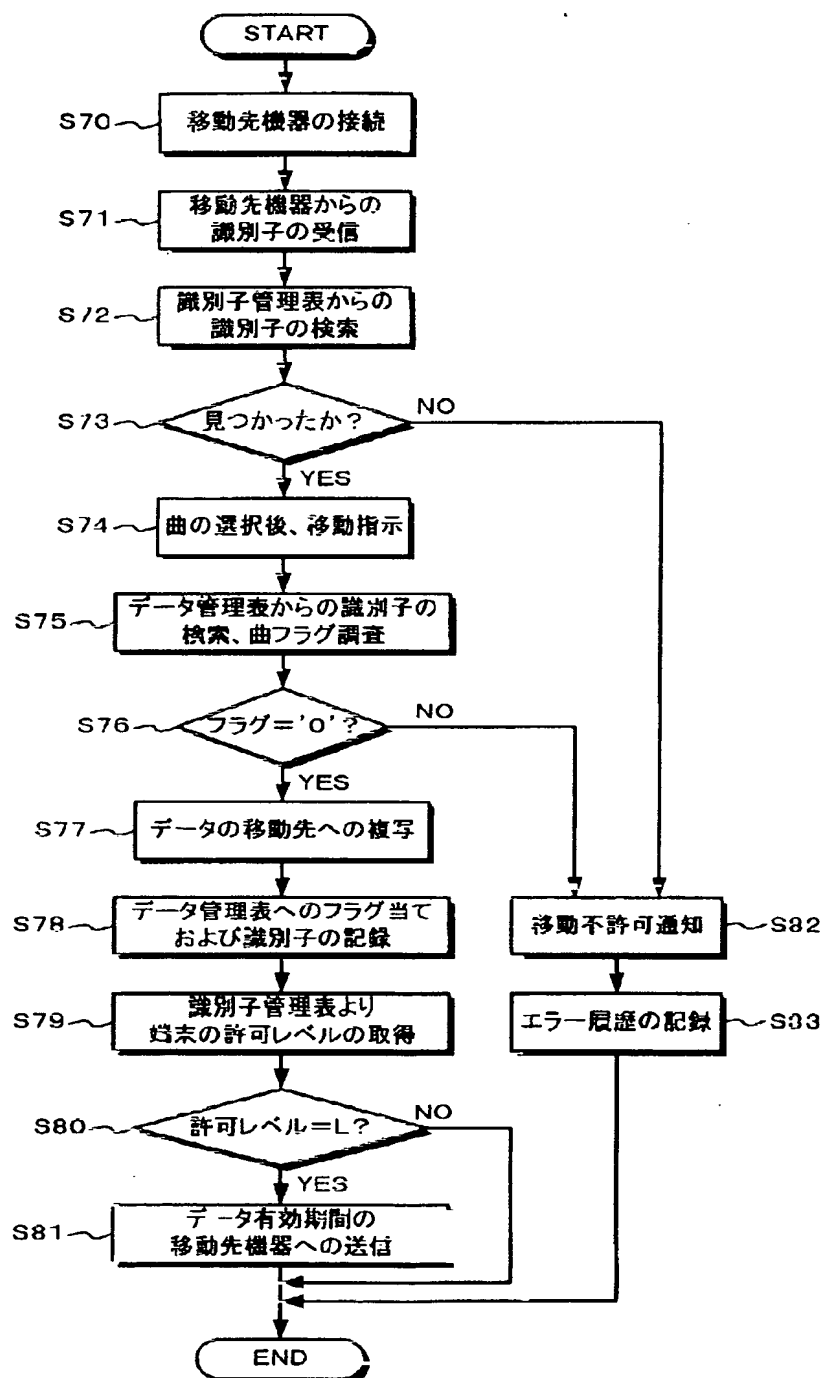 START
S70
移動先機器の接続
S71
移動先機器からの
識別子の受信
S72
識別子管理表からの
識別子の検索
S73
見つかったか?
NO
YES
S74
曲の選択後、移動指示
S75
データ管理表からの識別子の
検索、曲フラグ調査
S76
フラグ='0'?
NO
YES
S77
データの移動先への複写
S78
データ管理表へのフラグ当て
および識別子の記録
移動不許可通知
S82
S79
識別子管理表より
端末の許可レベルの取得
エラー履歴の記録
S83
S80
許可レベル=L?
NO
YES
S81
データ有効期間の
移動先機器への送信
END